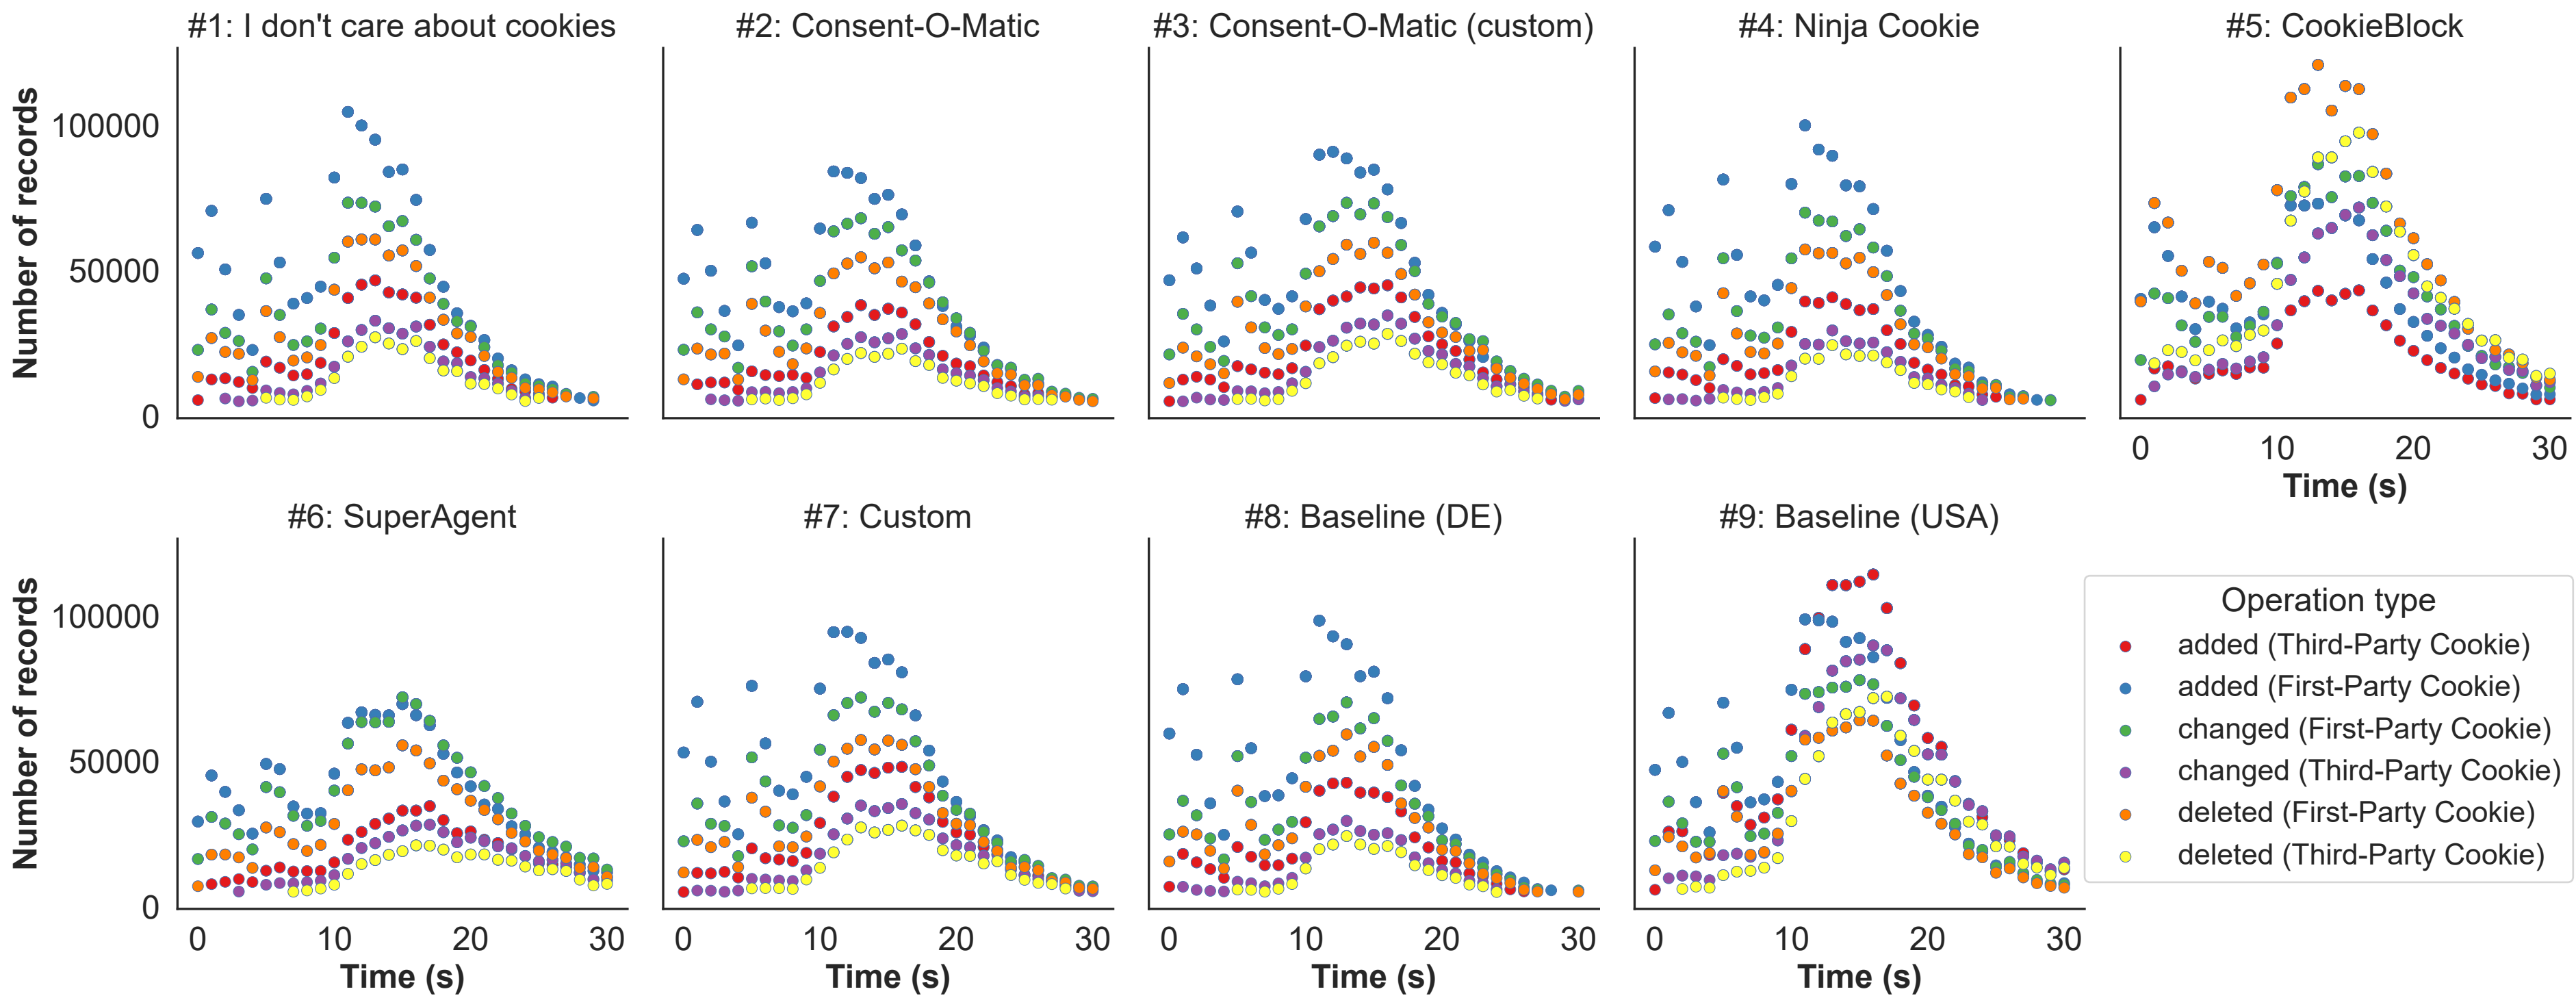 #1: I don't care about cookies
#2: Consent-O-Matic
#3: Consent-O-Matic (custom)
#4: Ninja Cookie
#5: CookieBlock
Number of records
100000
50000
0
0 10 20 30
Time (s)
#6: SuperAgent
#7: Custom
#8: Baseline (DE)
#9: Baseline (USA)
Number of records
100000
50000
0
0 10 20 30
Time (s)
0 10 20 30
Time (s)
0 10 20 30
Time (s)
0 10 20 30
Time (s)
Operation type
added (Third-Party Cookie)
added (First-Party Cookie)
changed (First-Party Cookie)
changed (Third-Party Cookie)
deleted (First-Party Cookie)
deleted (Third-Party Cookie)